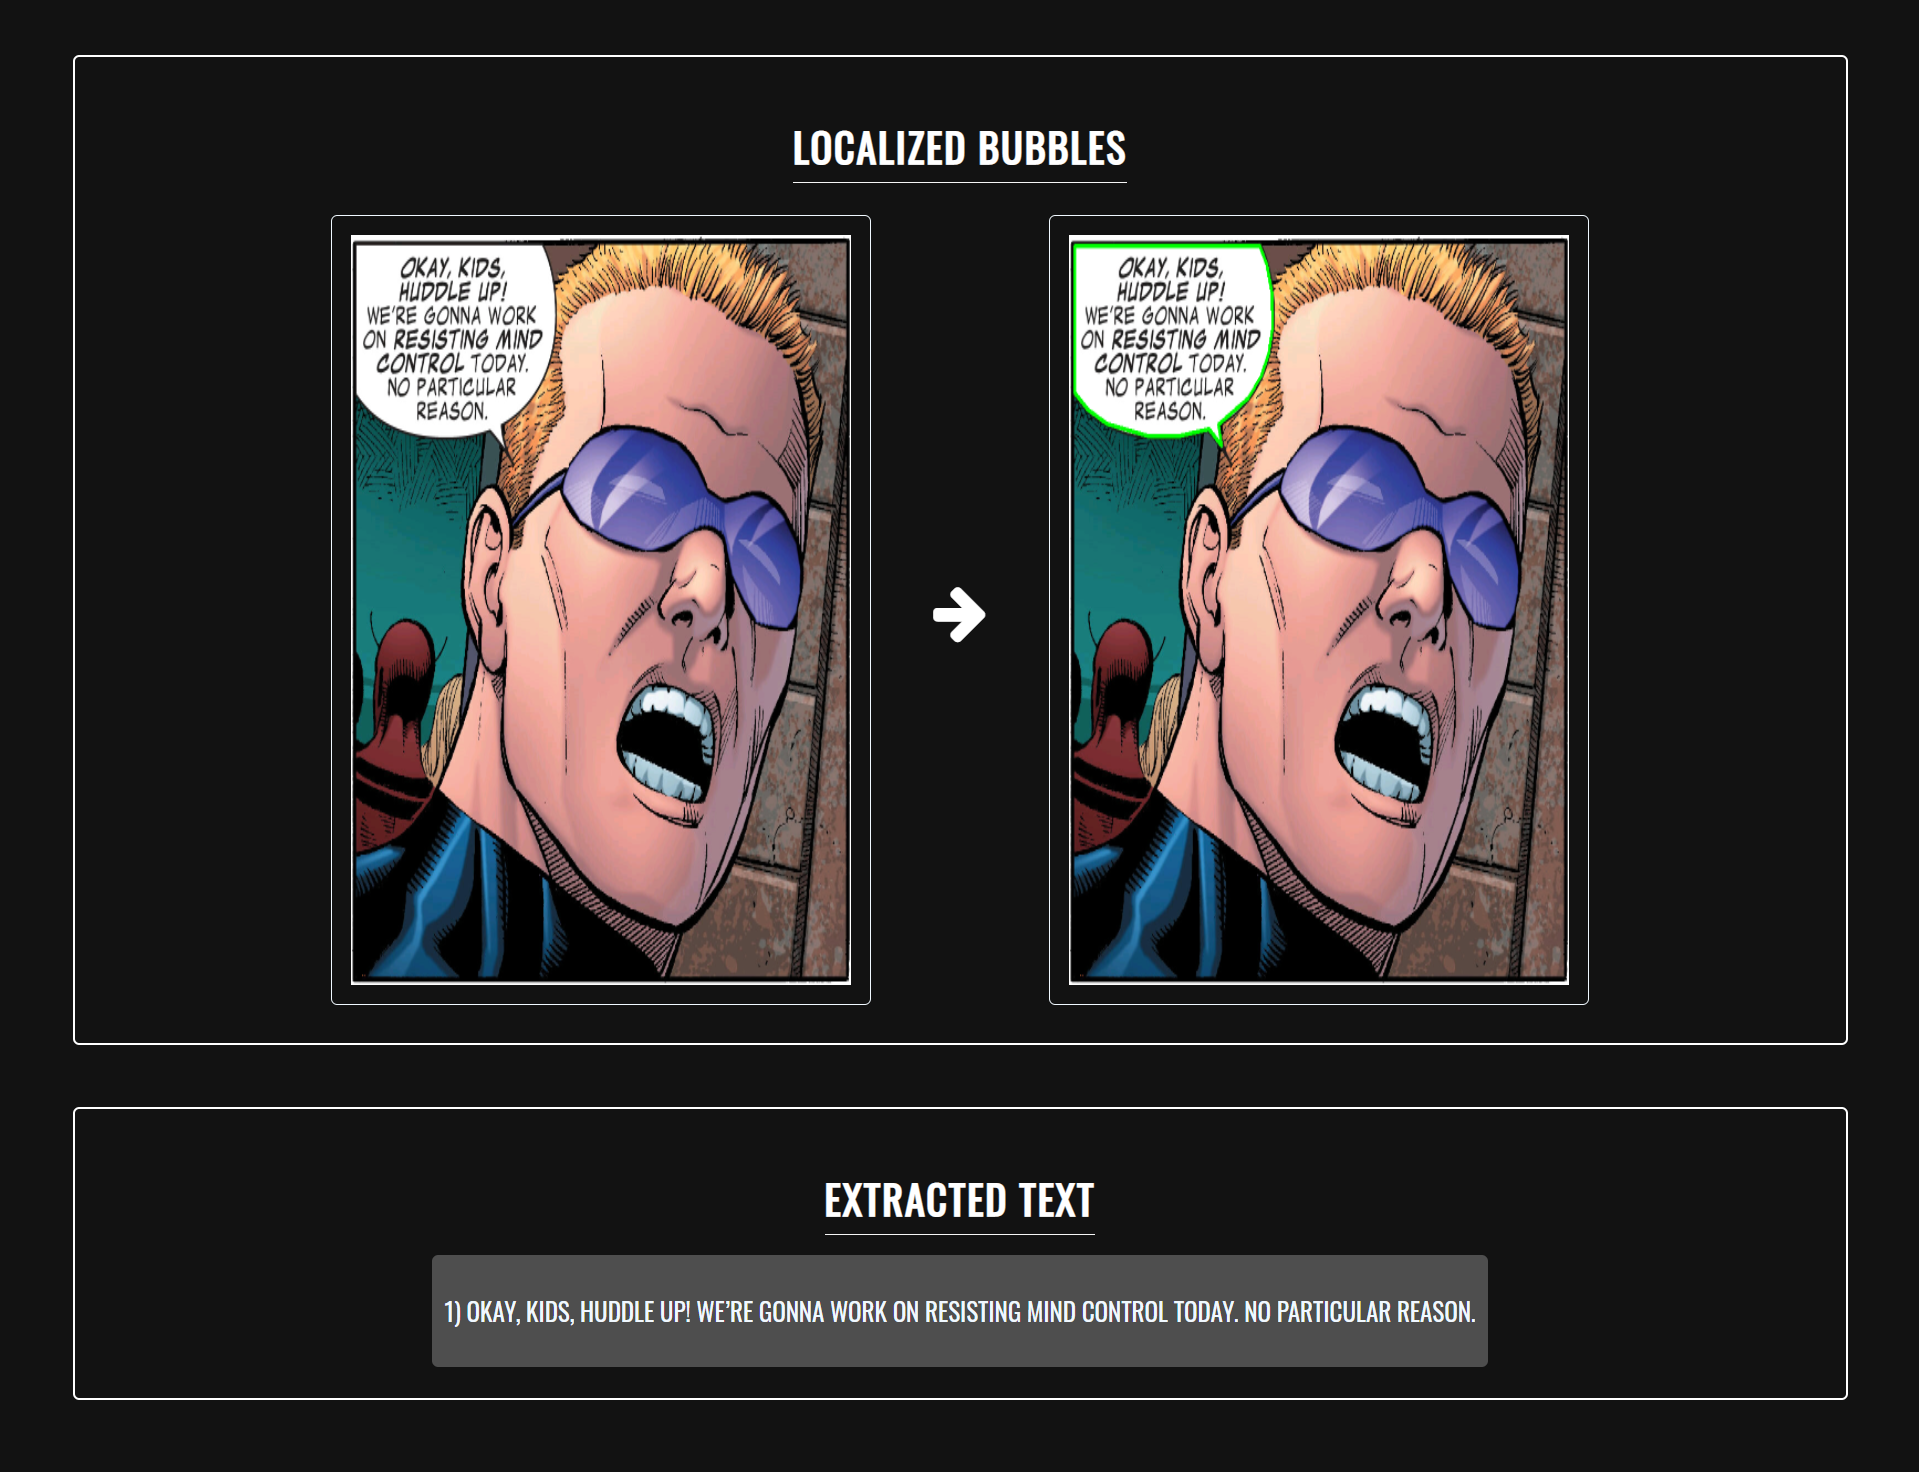 LOCALIZED BUBBLES
OKAY, KIDS,
HUDDLE UP!
WE'RE GONNA WORK
ON RESISTING MIND
CONTROL TODAY.
NO PARTICULAR
REASON.
OKAY, KIDS,
HUDDLE UP!
WE'RE GONNA WORK
ON RESISTING MIND
CONTROL TODAY.
NO PARTICULAR
REASON.
EXTRACTED TEXT
1) OKAY, KIDS, HUDDLE UP! WE’RE GONNA WORK ON RESISTING MIND CONTROL TODAY. NO PARTICULAR REASON.